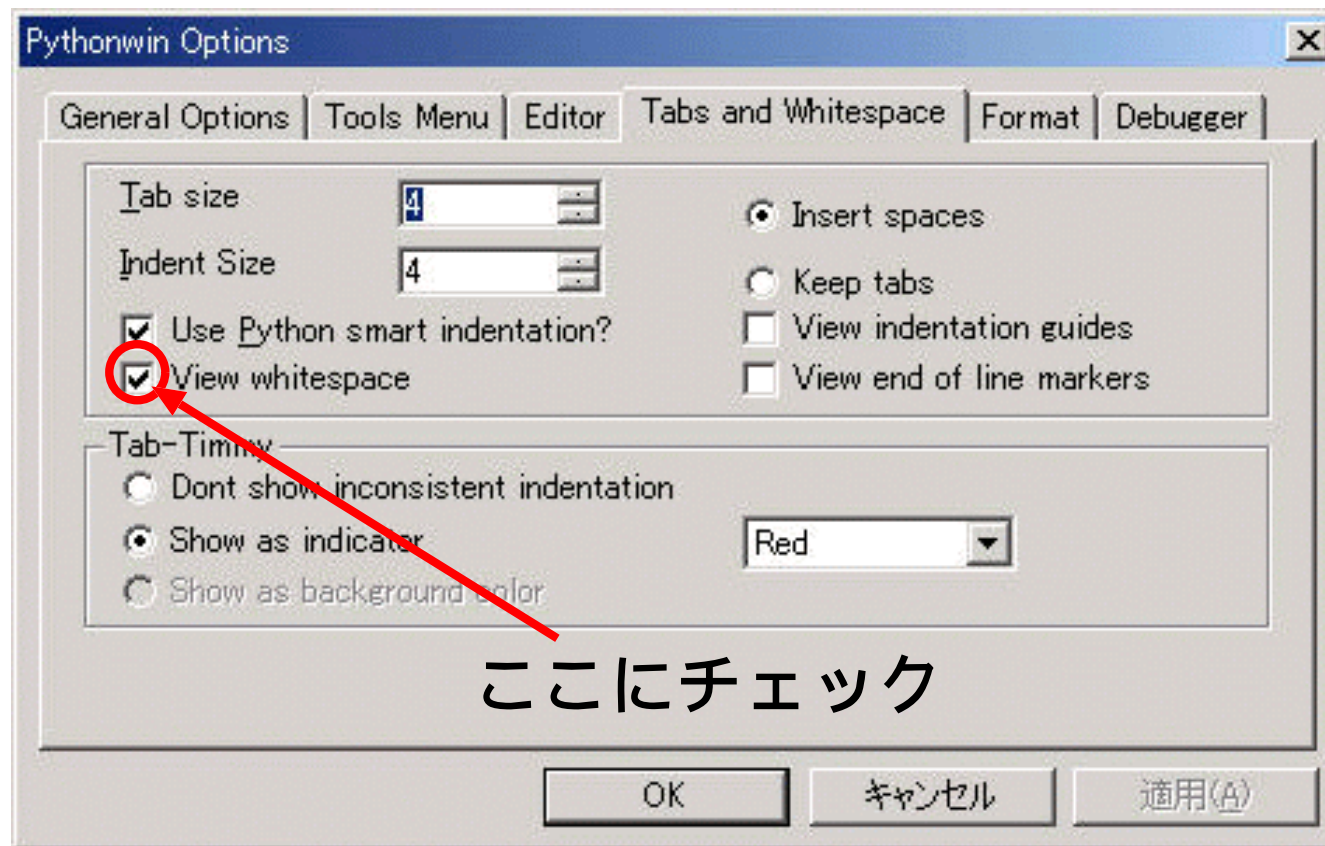 Pythonwin Options
General Options Tools Menu Editor Tabs and Whitespace Format Debugger
Tab size 4
Insert spaces
Indent Size 4
Keep tabs
Use Python smart indentation?
View indentation guides
View whitespace
View end of line markers
Tab-Timmy
Dont show inconsistent indentation
Show as indicator
Red
Show as background color
ここにチェック
OK キャンセル 適用(A)